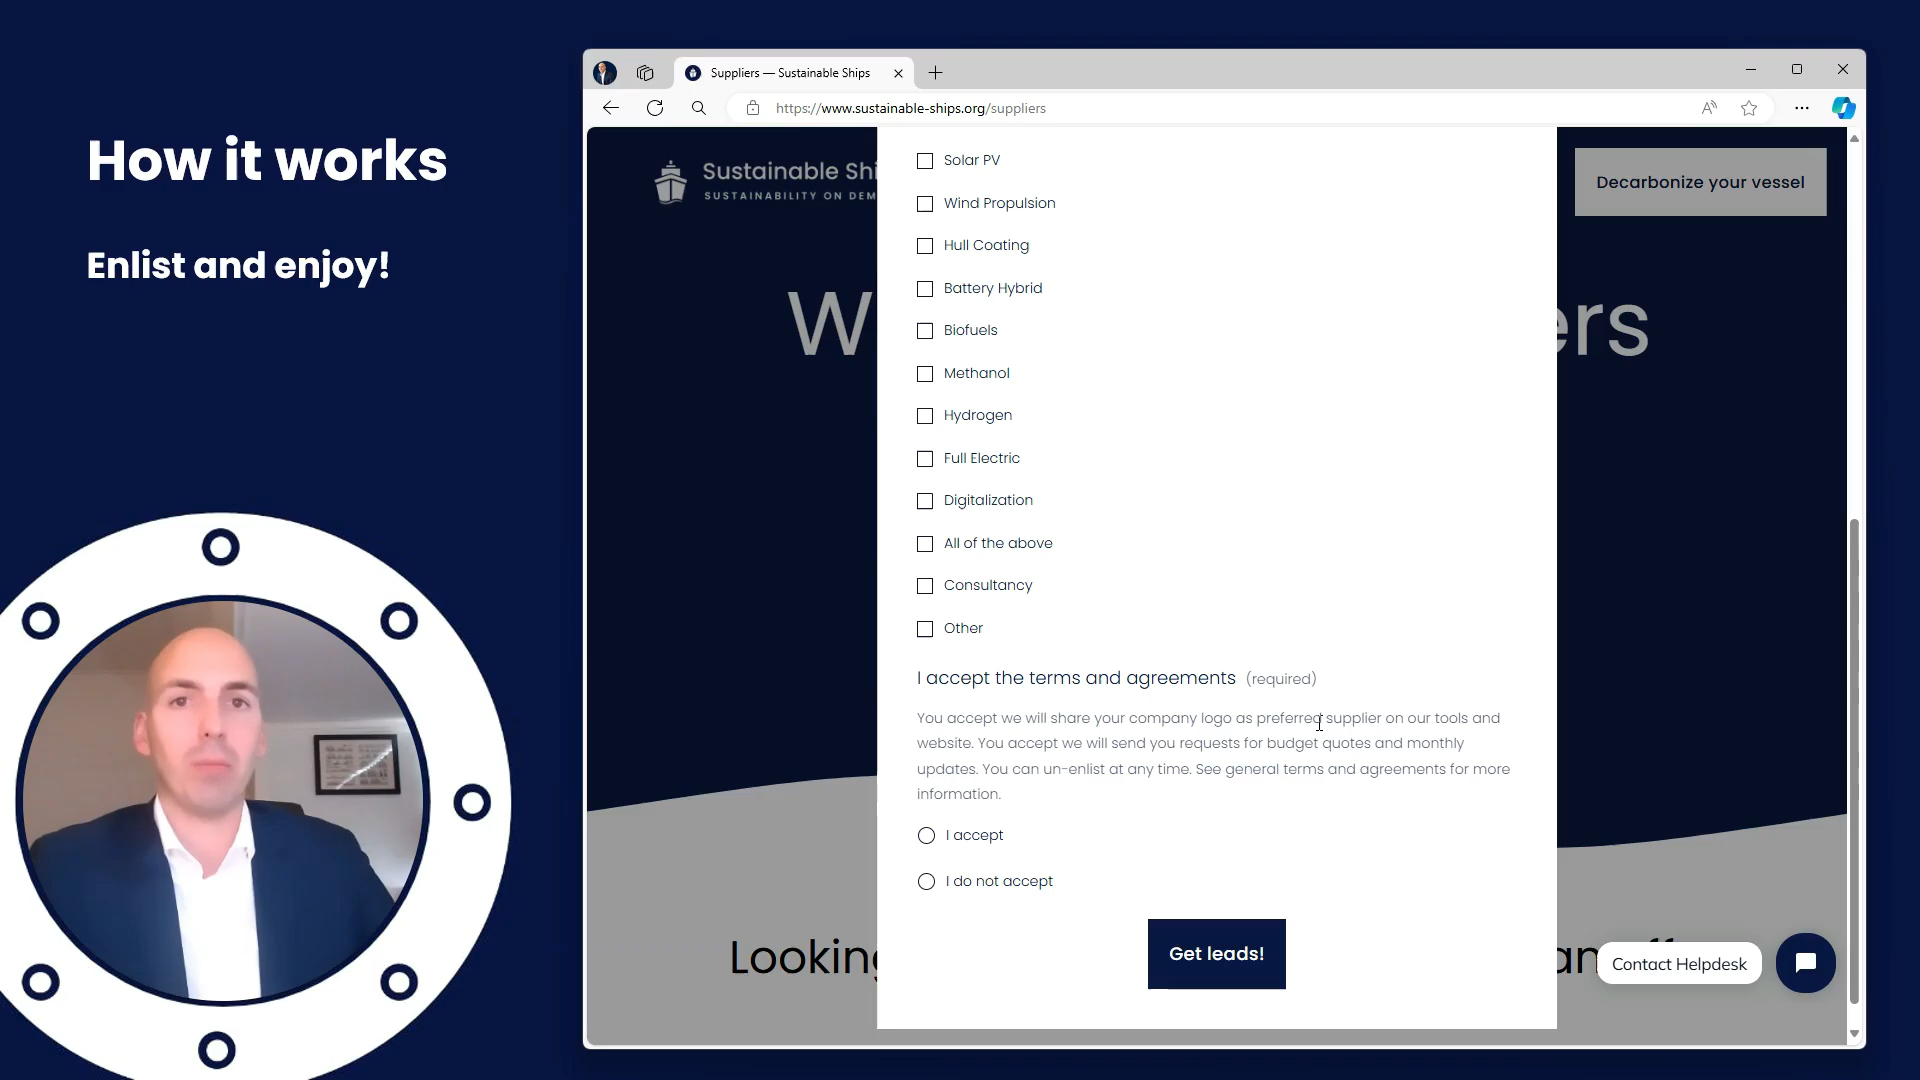 How it works
Enlist and enjoy!
Suppliers — Sustainable Ships
https://www.sustainable-ships.org/suppliers
Sustainable Shi
SUSTAINABILITY ON DEM
Decarbonize your vessel
W
ers
Solar PV
Wind Propulsion
Hull Coating
Battery Hybrid
Biofuels
Methanol
Hydrogen
Full Electric
Digitalization
All of the above
Consultancy
Other
I accept the terms and agreements (required)
You accept we will share your company logo as preferred supplier on our tools and
website. You accept we will send you requests for budget quotes and monthly
updates. You can un-enlist at any time. See general terms and agreements for more
information.
I accept
I do not accept
Get leads!
Looking
Contact Helpdesk